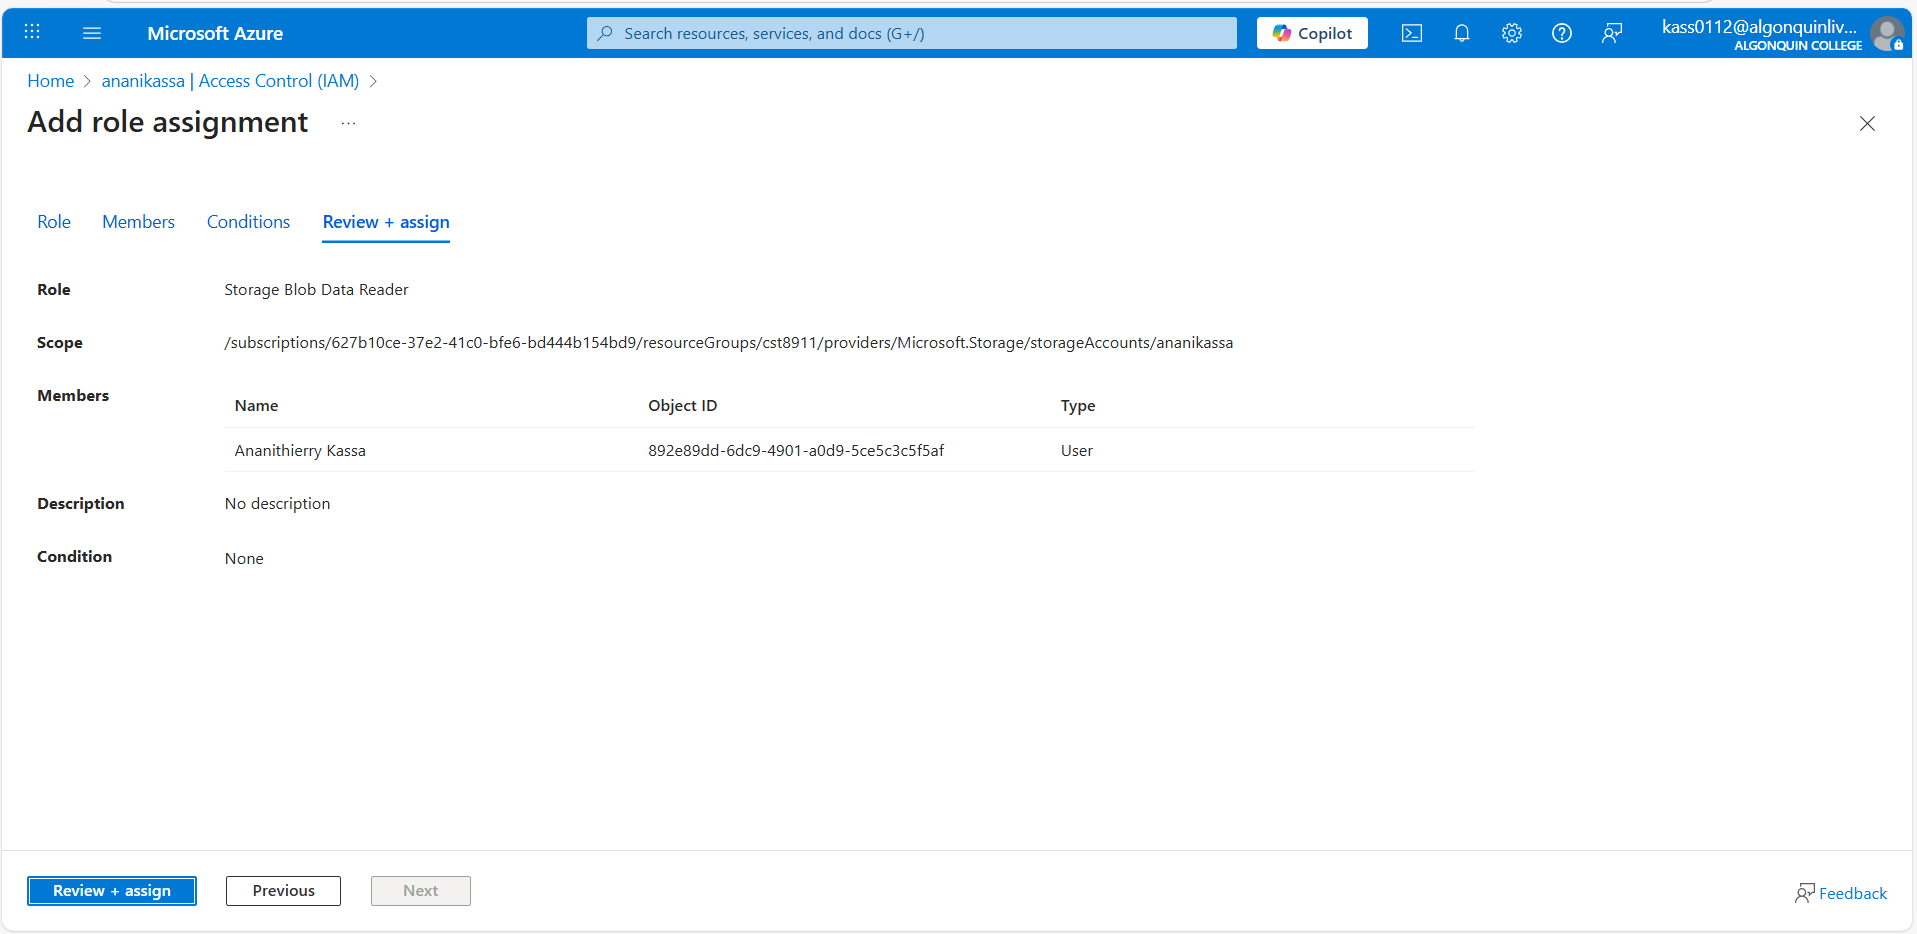 Microsoft Azure
Search resources, services, and docs (G+/)
Copilot
kass0112@algonquinliv...
ALGONQUIN COLLEGE
Home > ananikassa | Access Control (IAM) >
Add role assignment ...
Role Members Conditions Review + assign
Role Storage Blob Data Reader
Scope /subscriptions/627b10ce-37e2-41c0-bfe6-bd444b154bd9/resourceGroups/cst8911/providers/Microsoft.Storage/storageAccounts/ananikassa
Members
Name Object ID Type
Ananithierry Kassa 892e89dd-6dc9-4901-a0d9-5ce5c3c5f5af User
Description No description
Condition None
Review + assign Previous Next
Feedback